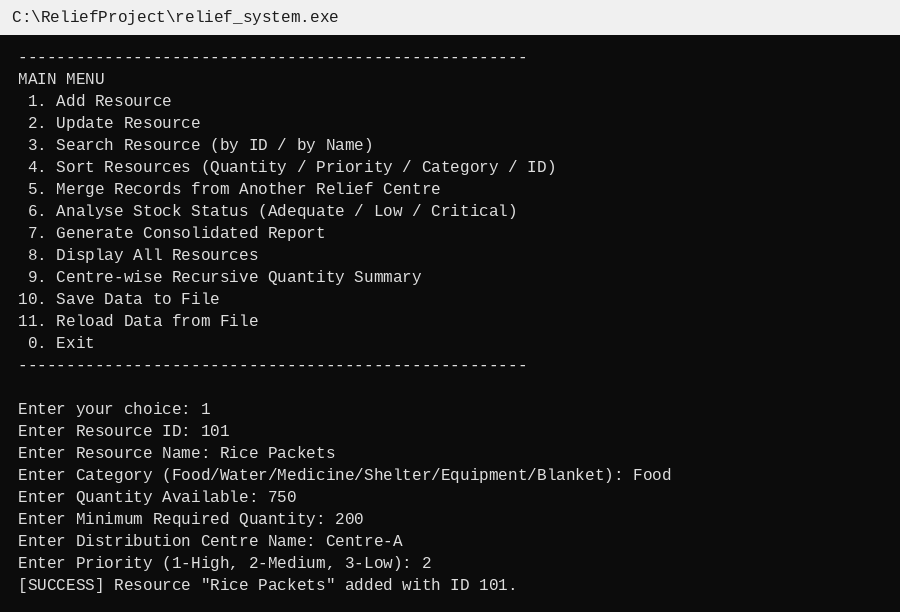 C:\ReliefProject\relief_system.exe
-----------------------------------------------------
MAIN MENU
 1. Add Resource
 2. Update Resource
 3. Search Resource (by ID / by Name)
 4. Sort Resources (Quantity / Priority / Category / ID)
 5. Merge Records from Another Relief Centre
 6. Analyse Stock Status (Adequate / Low / Critical)
 7. Generate Consolidated Report
 8. Display All Resources
 9. Centre-wise Recursive Quantity Summary
10. Save Data to File
11. Reload Data from File
 0. Exit
-----------------------------------------------------
Enter your choice: 1
Enter Resource ID: 101
Enter Resource Name: Rice Packets
Enter Category (Food/Water/Medicine/Shelter/Equipment/Blanket): Food
Enter Quantity Available: 750
Enter Minimum Required Quantity: 200
Enter Distribution Centre Name: Centre-A
Enter Priority (1-High, 2-Medium, 3-Low): 2
[SUCCESS] Resource "Rice Packets" added with ID 101.